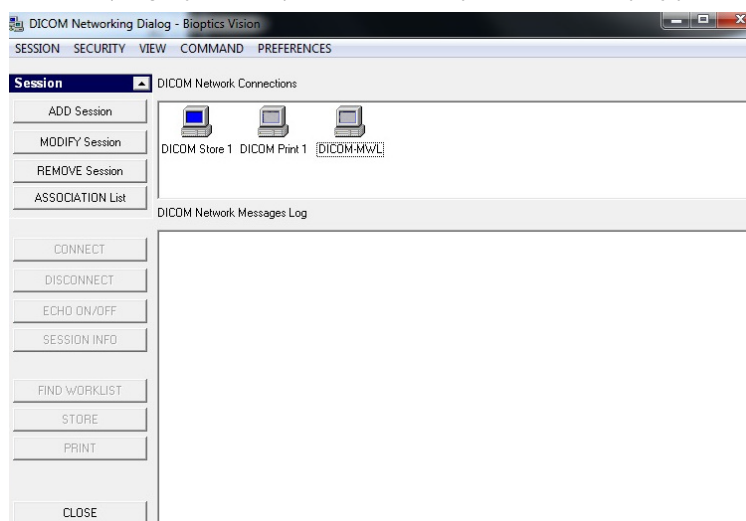 DICOM Networking Dialog - Bioptics Vision
SESSION SECURITY VIEW COMMAND PREFERENCES
Session
DICOM Network Connections
ADD Session
MODIFY Session
REMOVE Session
ASSOCIATION List
DICOM Store 1 DICOM Print 1 DICOM-MWL
DICOM Network Messages Log
CONNECT
DISCONNECT
ECHO ON/OFF
SESSION INFO
FIND WORKLIST
STORE
PRINT
CLOSE